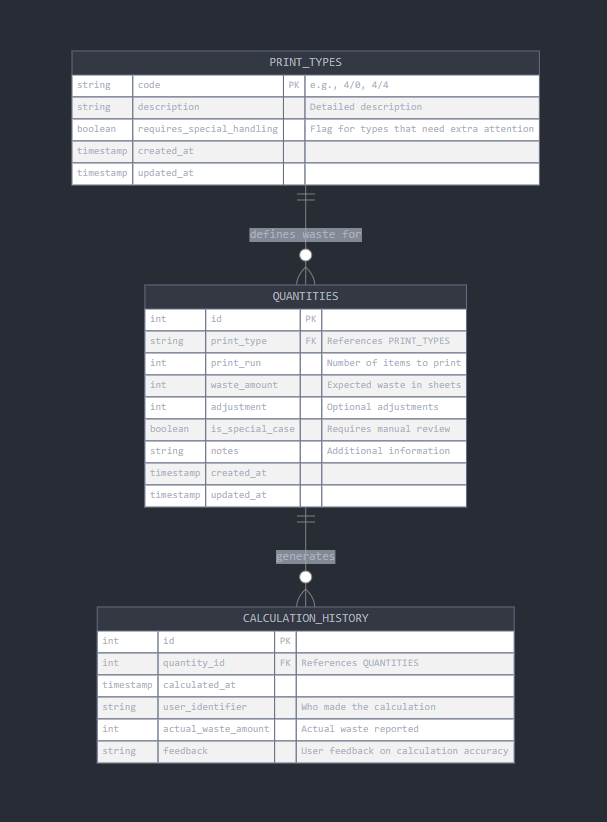 PRINT_TYPES
string code PK e.g., 4/0, 4/4
string description Detailed description
boolean requires_special_handling Flag for types that need extra attention
timestamp created_at
timestamp updated_at
defines waste for
QUANTITIES
int id PK
string print_type FK References PRINT_TYPES
int print_run Number of items to print
int waste_amount Expected waste in sheets
int adjustment Optional adjustments
boolean is_special_case Requires manual review
string notes Additional information
timestamp created_at
timestamp updated_at
generates
CALCULATION_HISTORY
int id PK
int quantity_id FK References QUANTITIES
timestamp calculated_at
string user_identifier Who made the calculation
int actual_waste_amount Actual waste reported
string feedback User feedback on calculation accuracy